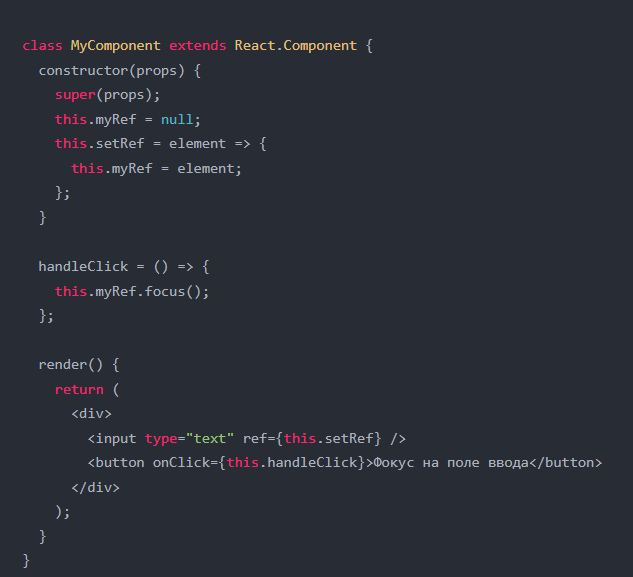 class MyComponent extends React.Component {
  constructor(props) {
    super(props);
    this.myRef = null;
    this.setRef = element => {
      this.myRef = element;
    };
  }

  handleClick = () => {
    this.myRef.focus();
  };

  render() {
    return (
      <div>
        <input type="text" ref={this.setRef} />
        <button onClick={this.handleClick}>Фокус на поле ввода</button>
      </div>
    );
  }
}